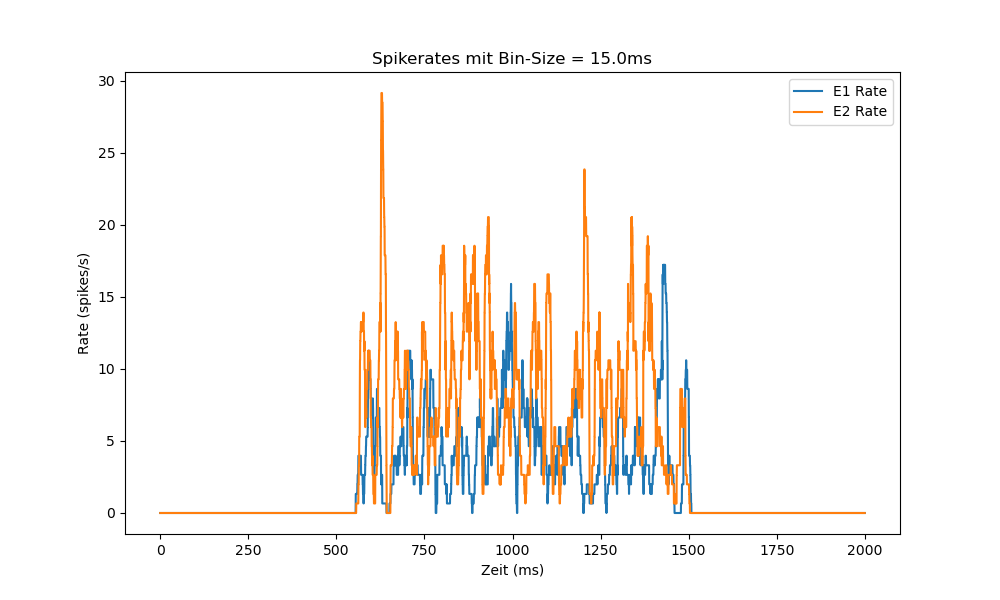 Spikerates mit Bin-Size = 15.0ms
30
25
20
15
10
5
0
Rate (spikes/s)
E1 Rate
E2 Rate
0 250 500 750 1000 1250 1500 1750 2000
Zeit (ms)